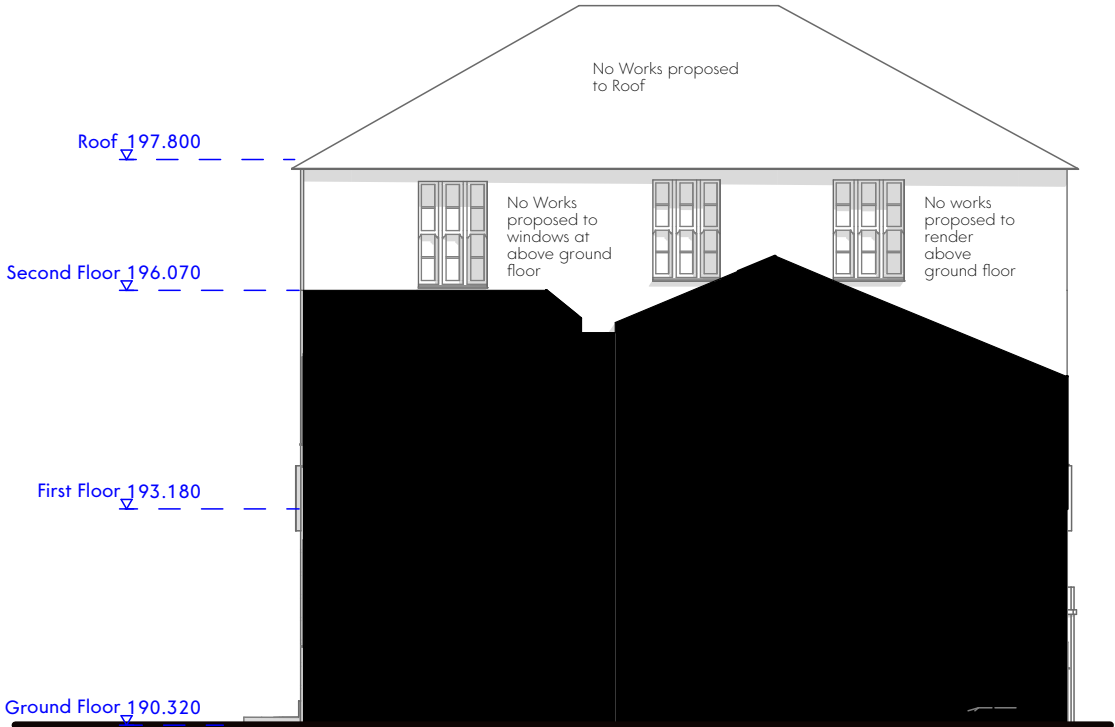 No Works proposed
to Roof
Roof 197.800
No Works
proposed to
windows at
above ground
floor
No works
proposed to
render
above
ground floor
Second Floor 196.070
First Floor 193.180
Ground Floor 190.320